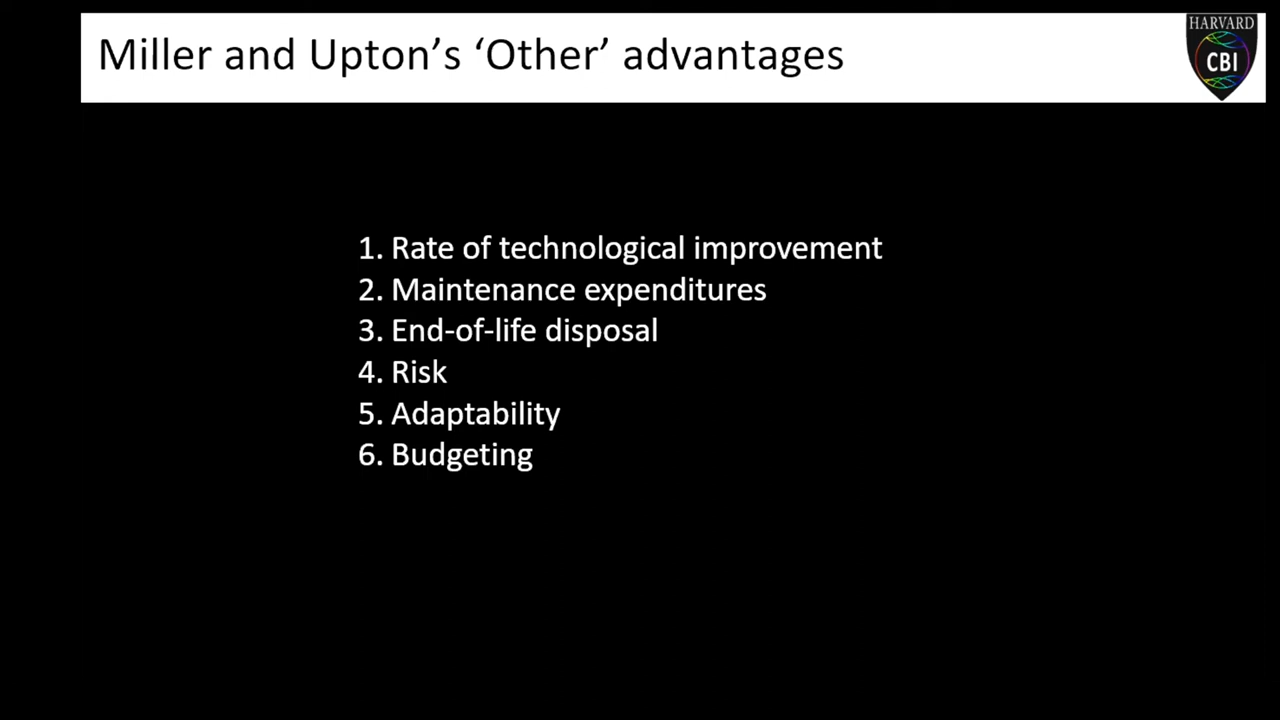 Miller and Upton’s ‘Other’ advantages
HARVARD
CBI
1. Rate of technological improvement
2. Maintenance expenditures
3. End-of-life disposal
4. Risk
5. Adaptability
6. Budgeting